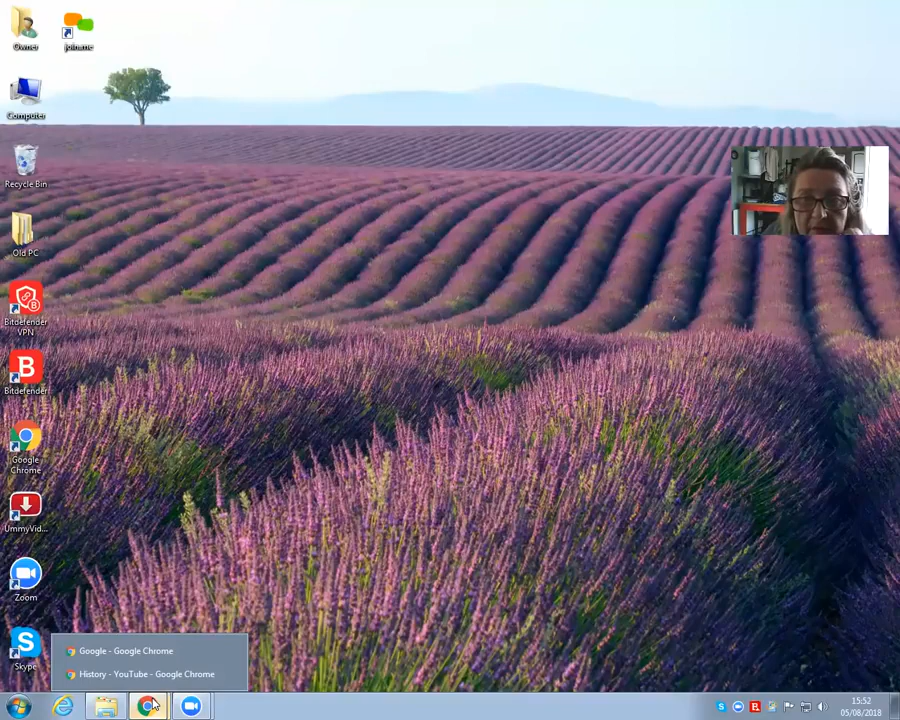 Owner
joinme
Computer
Recycle Bin
Old PC
Bitdefender
VPN
B
Bitdefender
Google
Chrome
UmmyVid...
Zoom
Skype
Google - Google Chrome
History - YouTube - Google Chrome
15:52
05/08/2018